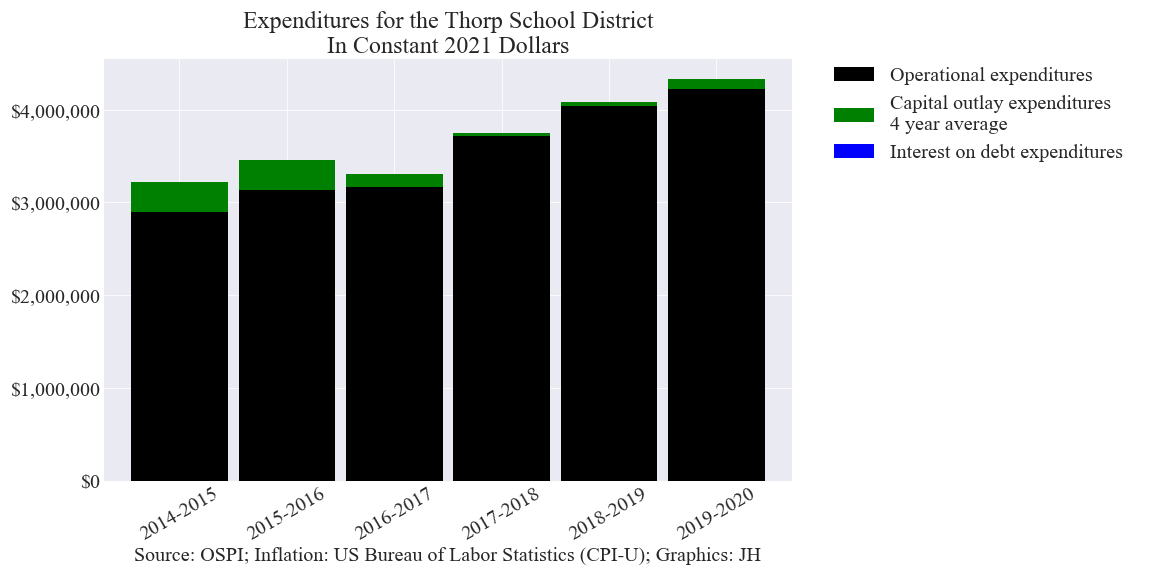 Expenditures for the Thorp School District
In Constant 2021 Dollars
Operational expenditures
Capital outlay expenditures
4 year average
Interest on debt expenditures
$4,000,000
$3,000,000
$2,000,000
$1,000,000
$0
2014-2015
2015-2016
2016-2017
2017-2018
2018-2019
2019-2020
Source: OSPI; Inflation: US Bureau of Labor Statistics (CPI-U); Graphics: JH